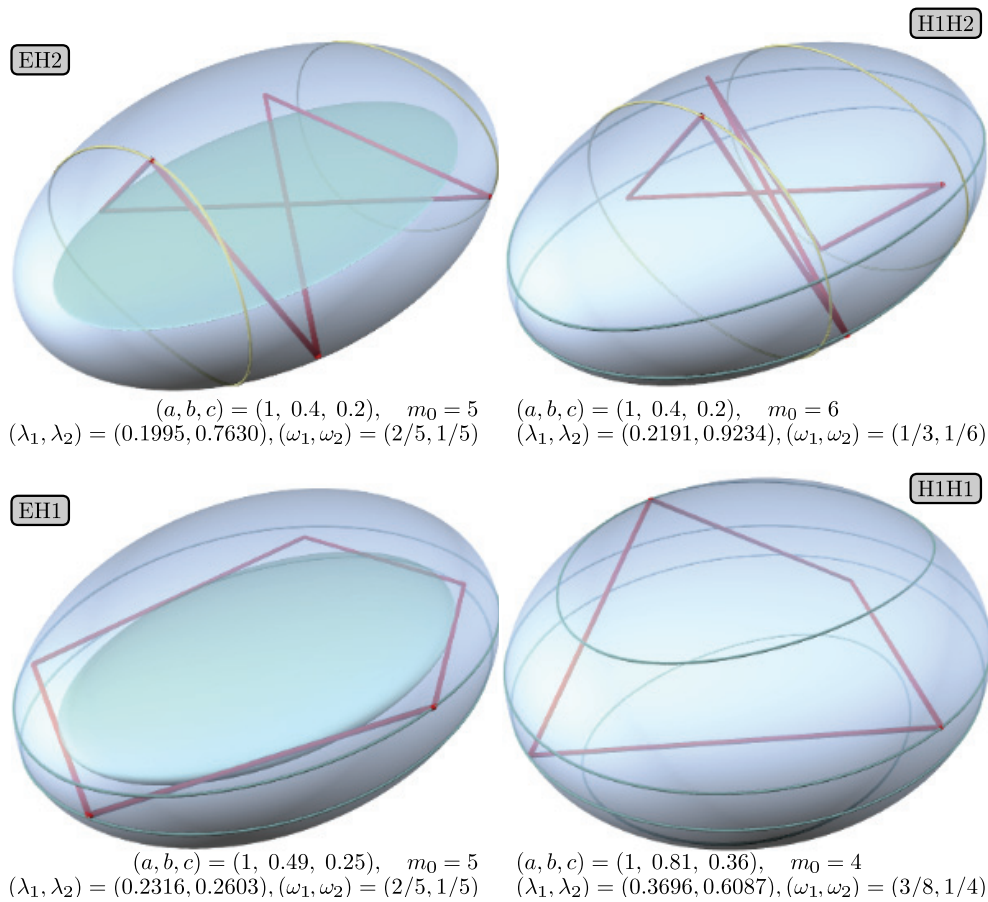 EH2
(a, b, c) = (1, 0.4, 0.2), m₀ = 5
(λ₁, λ₂) = (0.1995, 0.7630), (ω₁, ω₂) = (2/5, 1/5)
H1H2
(a, b, c) = (1, 0.4, 0.2), m₀ = 6
(λ₁, λ₂) = (0.2191, 0.9234), (ω₁, ω₂) = (1/3, 1/6)
EH1
(a, b, c) = (1, 0.49, 0.25), m₀ = 5
(λ₁, λ₂) = (0.2316, 0.2603), (ω₁, ω₂) = (2/5, 1/5)
H1H1
(a, b, c) = (1, 0.81, 0.36), m₀ = 4
(λ₁, λ₂) = (0.3696, 0.6087), (ω₁, ω₂) = (3/8, 1/4)